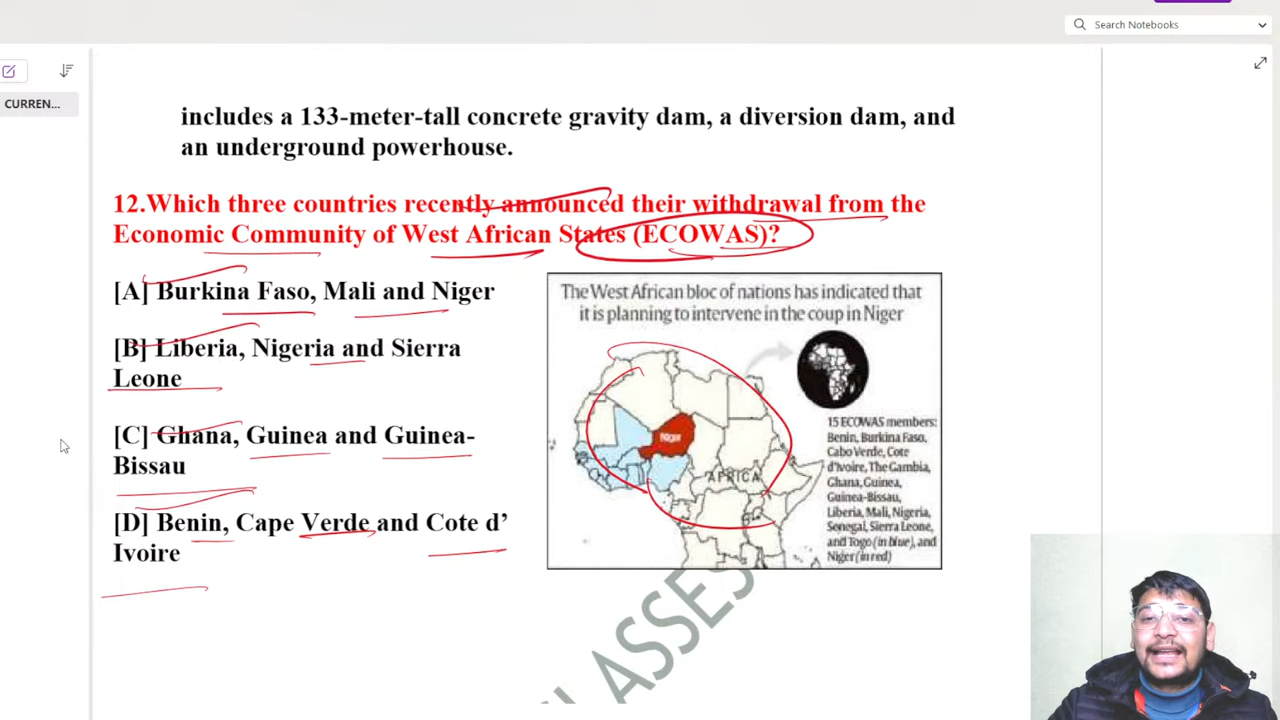 Search Notebooks
CURREN...
includes a 133-meter-tall concrete gravity dam, a diversion dam, and
an underground powerhouse.
12.Which three countries recently announced their withdrawal from the
Economic Community of West African States (ECOWAS)?
[A] Burkina Faso, Mali and Niger
[B] Liberia, Nigeria and Sierra
Leone
[C] Ghana, Guinea and Guinea-
Bissau
[D] Benin, Cape Verde and Cote d’
Ivoire
The West African bloc of nations has indicated that
it is planning to intervene in the coup in Niger
Niger
AFRICA
15 ECOWAS members:
Benin, Burkina Faso,
Cabo Verde, Cote
d'Ivoire, The Gambia,
Ghana, Guinea,
Guinea-Bissau,
Liberia, Mali, Nigeria,
Senegal, Sierra Leone,
and Togo (in blue), and
Niger (in red)
LASSES